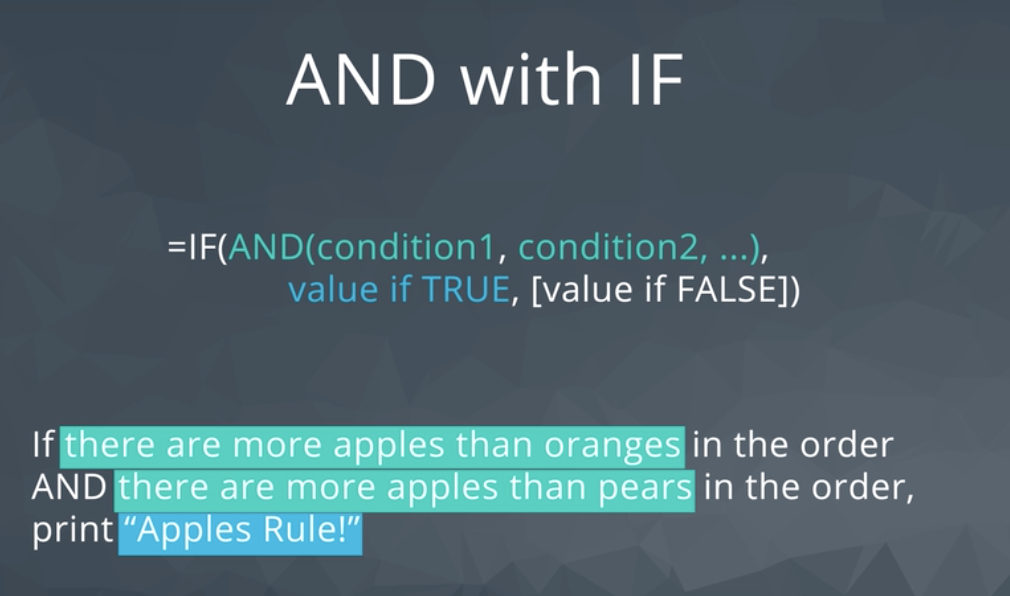 AND with IF
=IF(AND(condition1, condition2, ...),
value if TRUE, [value if FALSE])
If there are more apples than oranges in the order
AND there are more apples than pears in the order,
print “Apples Rule!”